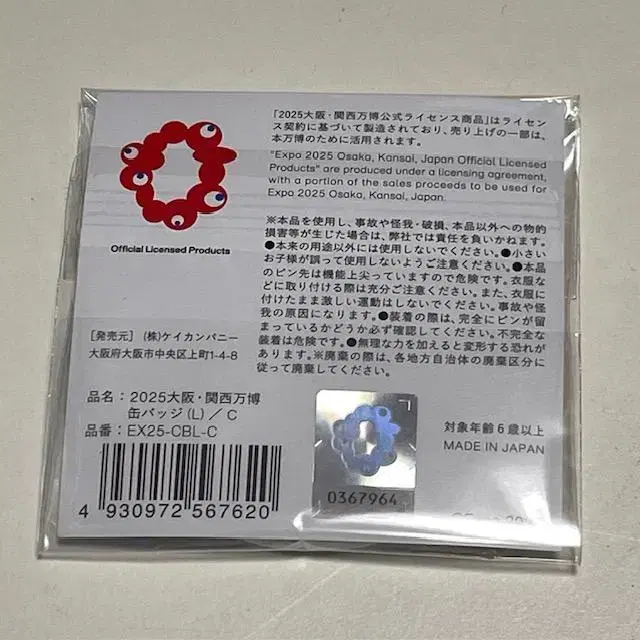 Official Licensed Products
「2025大阪・関西万博公式ライセンス商品」はライセン
ス契約に基づいて製造されており、売り上げの一部は、
本万博のために活用されます。
"Expo 2025 Osaka, Kansai, Japan Official Licensed
Products" are produced under a licensing agreement,
with a portion of the sales proceeds to be used for
Expo 2025 Osaka, Kansai, Japan.
※本品を使用し、事故や怪我・破損、本品以外への物的
損害等が生じた場合は、弊社では責任を負いかねます。
●本来の用途以外には使用しないでください。●小さい
お子様が誤って使用しないようご注意ください。●本品
のピン先は機能上尖っていますので危険です。衣服な
どに取り付ける際は充分ご注意ください。また、衣服に
付けたまま激しい運動はしないでください。事故や怪
我の原因になります。●装着の際は、完全にピンが留
まっているかどうか必ず確認してください。不完全な
装着は危険です。●無理な力を加えると変形する恐れが
あります。※廃棄の際は、各地方自治体の廃棄区分に
従って廃棄してください。
[発売元] (株)ケイカンパニー
大阪府大阪市中央区上町1-4-8
品名：2025大阪・関西万博
缶バッジ(L)／C
品番：EX25-CBL-C
4 930972 567620
0367964
対象年齢6歳以上
MADE IN JAPAN